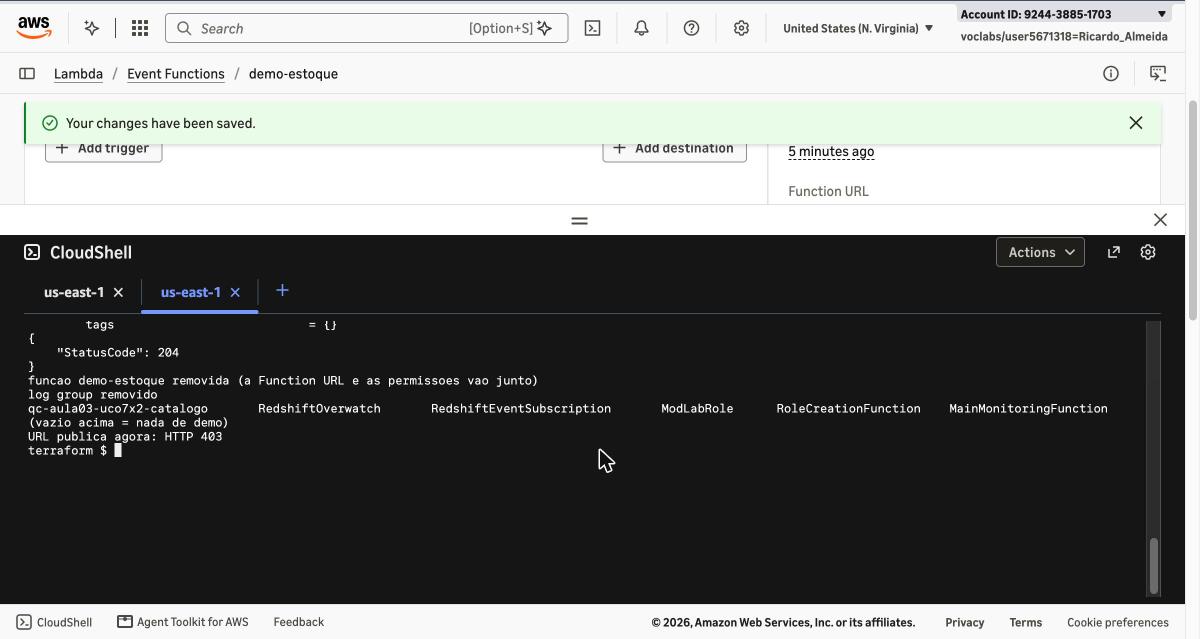 aws
Search
[Option+S]
United States (N. Virginia)
Account ID: 9244-3885-1703
voclabs/user5671318=Ricardo_Almeida
Lambda / Event Functions / demo-estoque
Your changes have been saved.
+ Add trigger
+ Add destination
5 minutes ago
Function URL
CloudShell
Actions
us-east-1
us-east-1
tags = {}
{
"StatusCode": 204
}
funcao demo-estoque removida (a Function URL e as permissoes vao junto)
log group removido
qc-aula03-uco7x2-catalogo RedshiftOverwatch RedshiftEventSubscription ModLabRole RoleCreationFunction MainMonitoringFunction
(vazio acima = nada de demo)
URL publica agora: HTTP 403
terraform $
CloudShell
Agent Toolkit for AWS
Feedback
© 2026, Amazon Web Services, Inc. or its affiliates.
Privacy
Terms
Cookie preferences